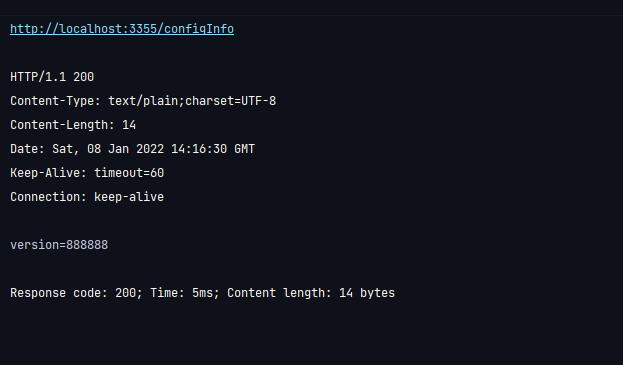 http://localhost:3355/configInfo
HTTP/1.1 200
Content-Type: text/plain;charset=UTF-8
Content-Length: 14
Date: Sat, 08 Jan 2022 14:16:30 GMT
Keep-Alive: timeout=60
Connection: keep-alive
version=888888
Response code: 200; Time: 5ms; Content length: 14 bytes